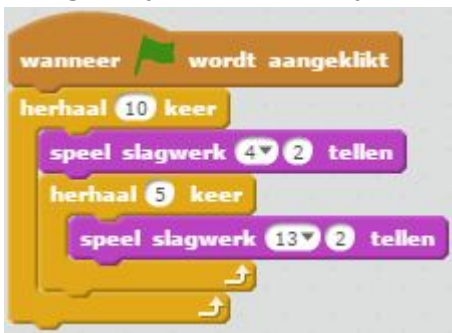 wanneer wordt aangeklikt
herhaal 10 keer
speel slagwerk 4 2 tellen
herhaal 5 keer
speel slagwerk 13 2 tellen